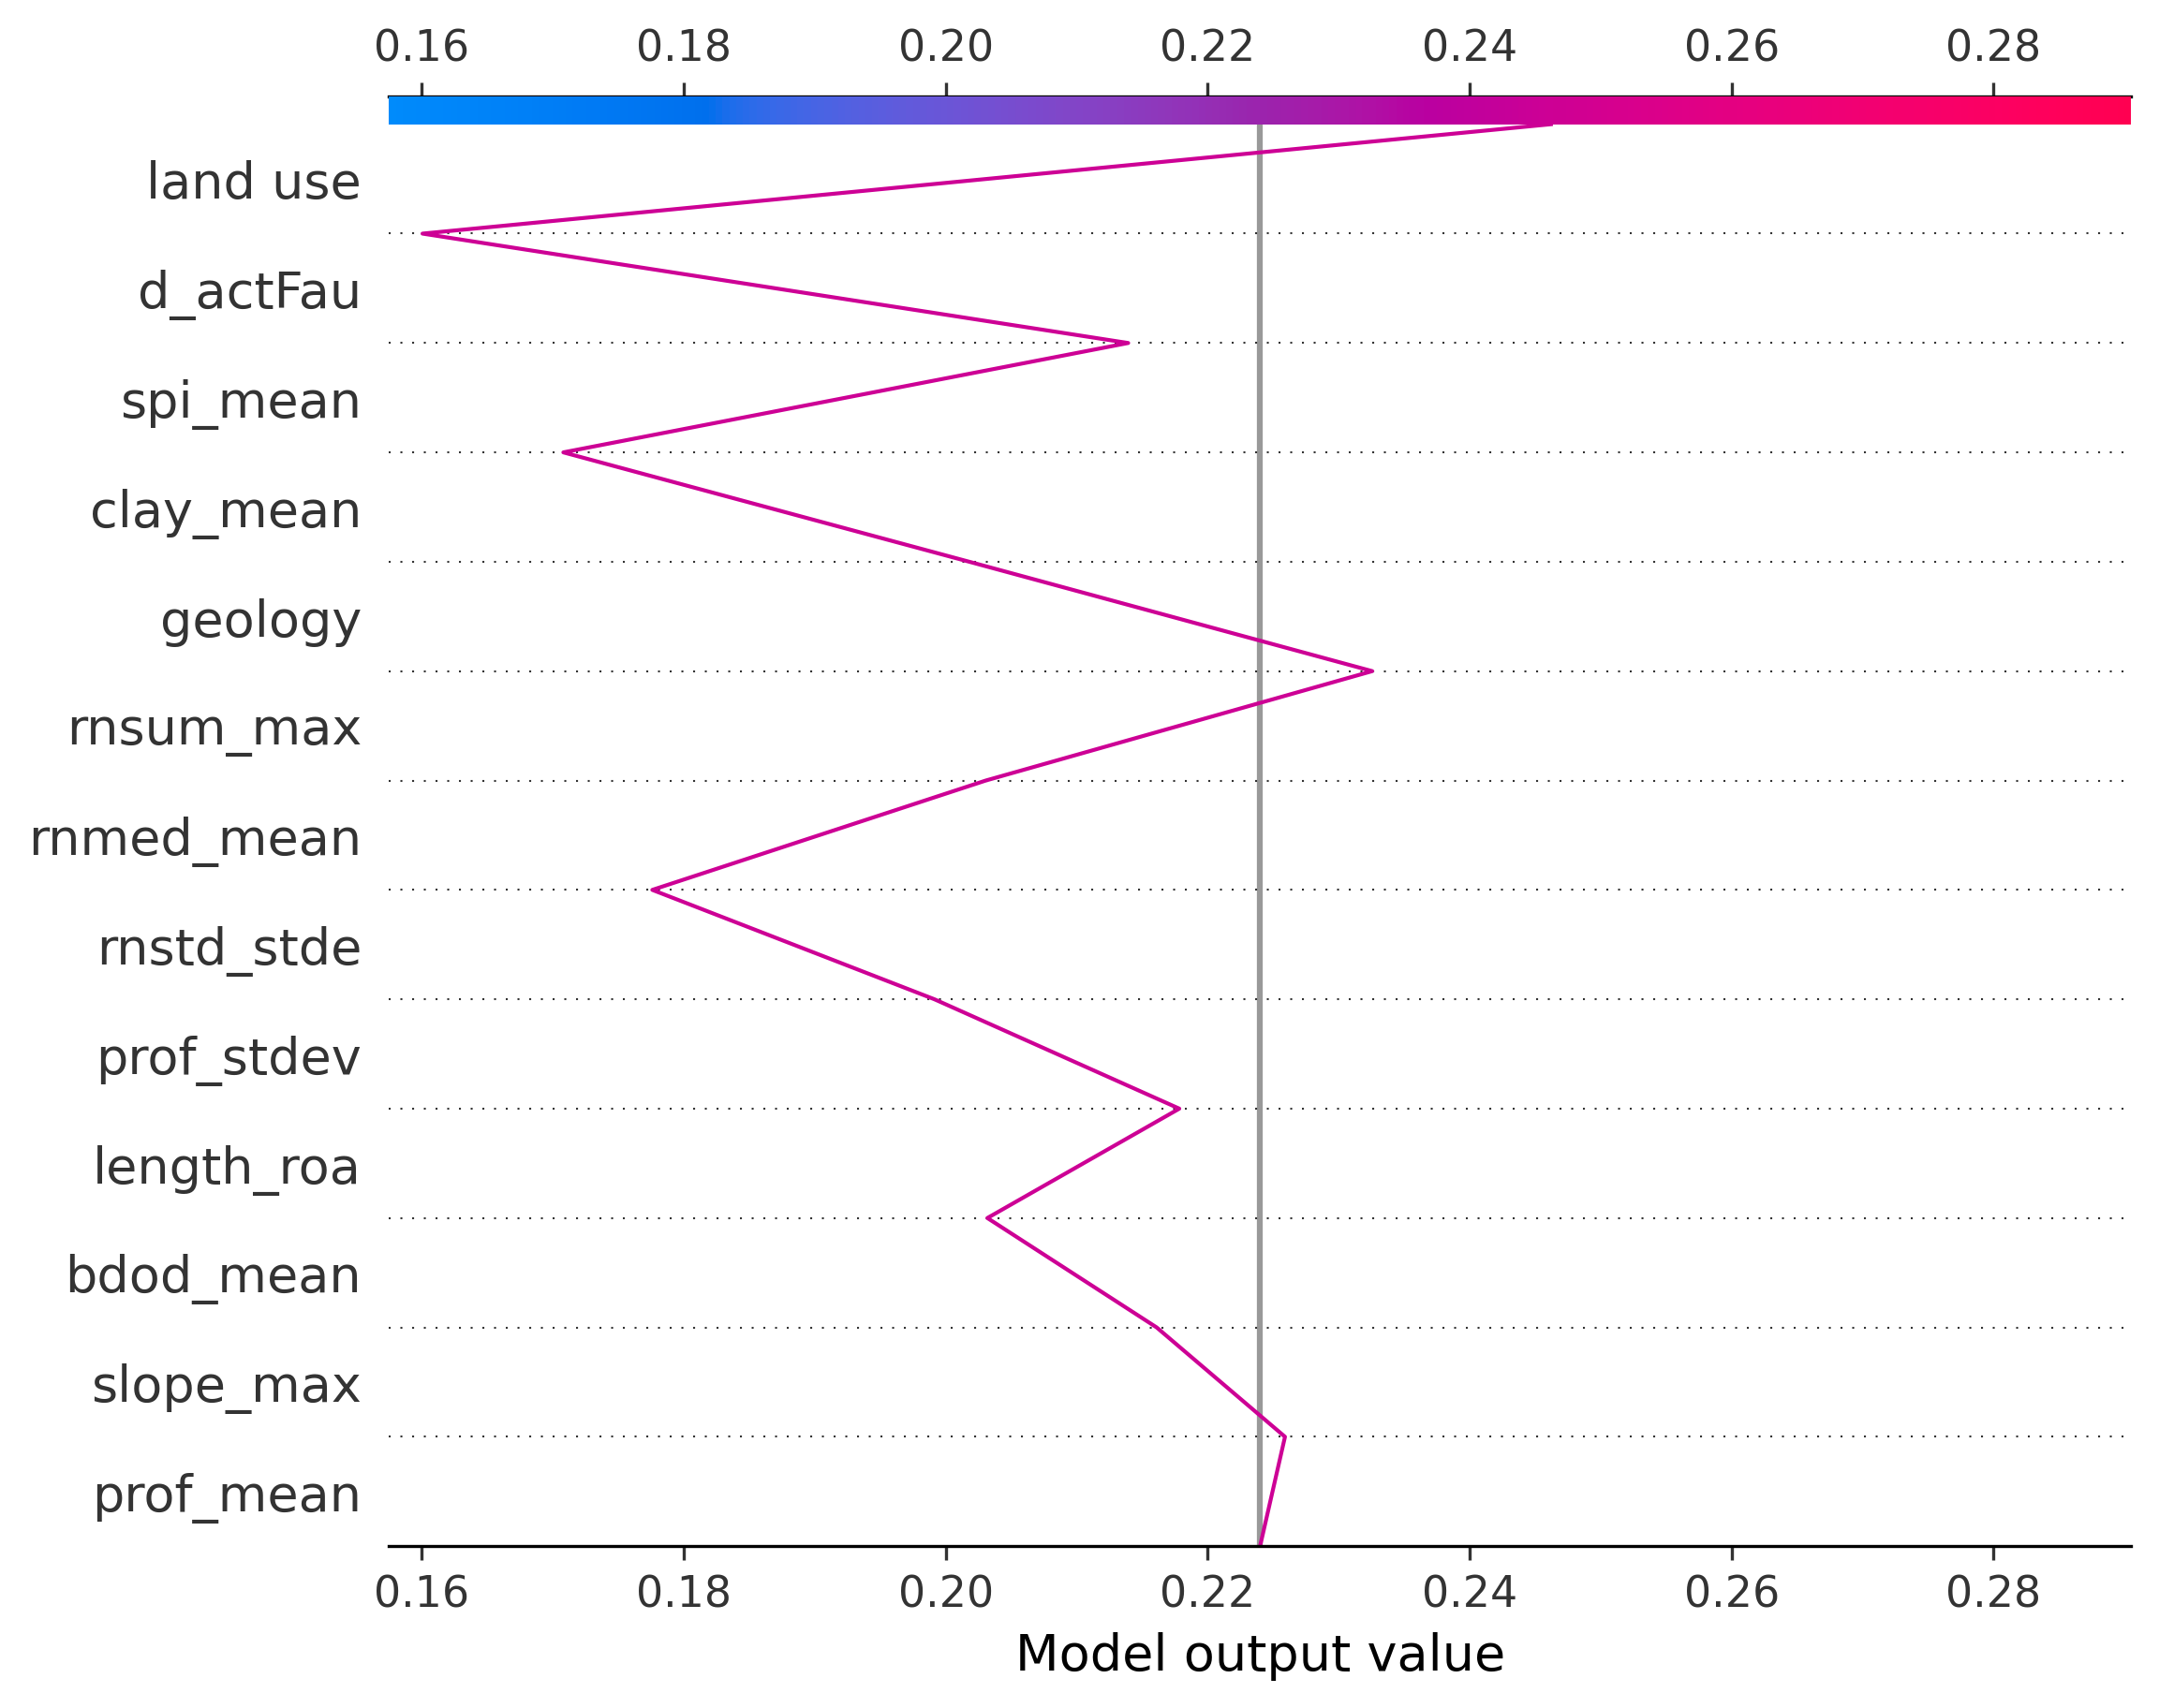 0.16 0.18 0.20 0.22 0.24 0.26 0.28
land use
d_actFau
spi_mean
clay_mean
geology
rnsum_max
rnmed_mean
rnstd_stde
prof_stdev
length_roa
bdod_mean
slope_max
prof_mean
0.16 0.18 0.20 0.22 0.24 0.26 0.28
Model output value